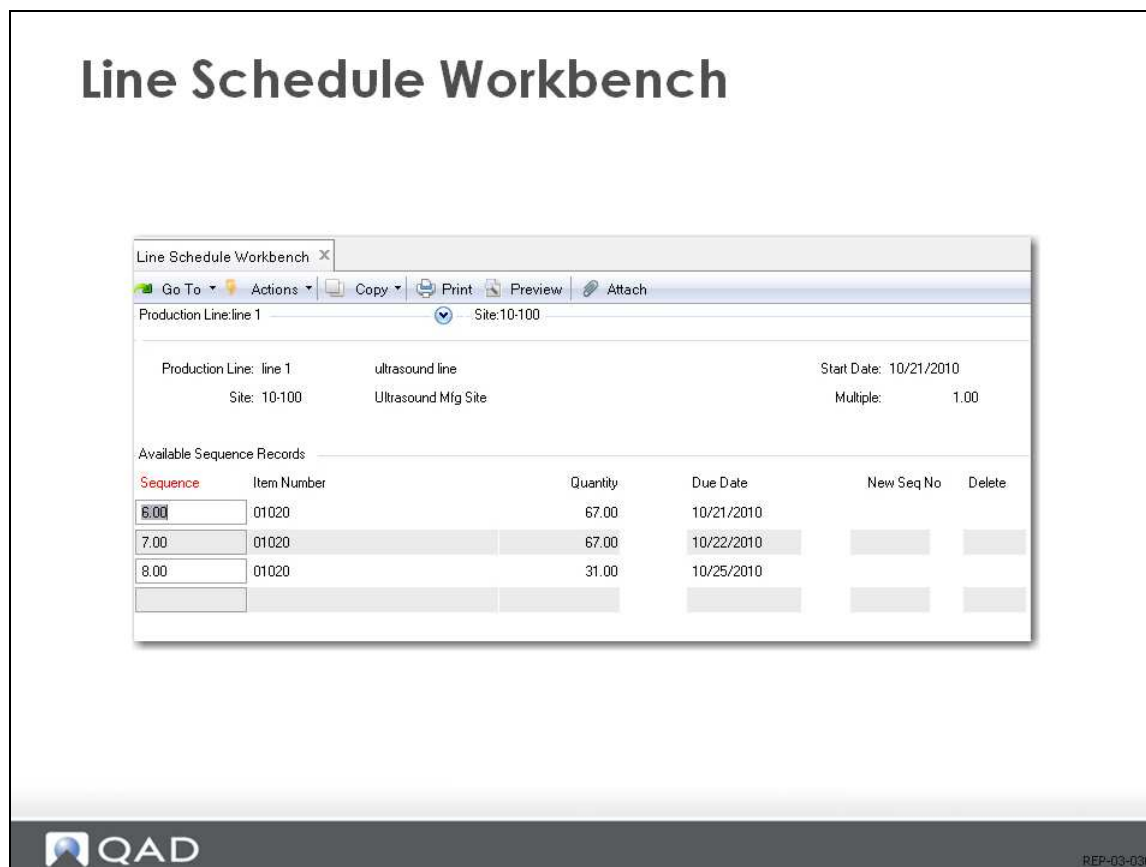 Line Schedule Workbench
Line Schedule Workbench
Go To Actions Copy Print Preview Attach
Production Line:line 1 Site:10-100
Production Line: line 1 ultrasound line Start Date: 10/21/2010
Site: 10-100 Ultrasound Mfg Site Multiple: 1.00
Available Sequence Records
Sequence Item Number Quantity Due Date New Seq No Delete
6.00 01020 67.00 10/21/2010
7.00 01020 67.00 10/22/2010
8.00 01020 31.00 10/25/2010
QAD